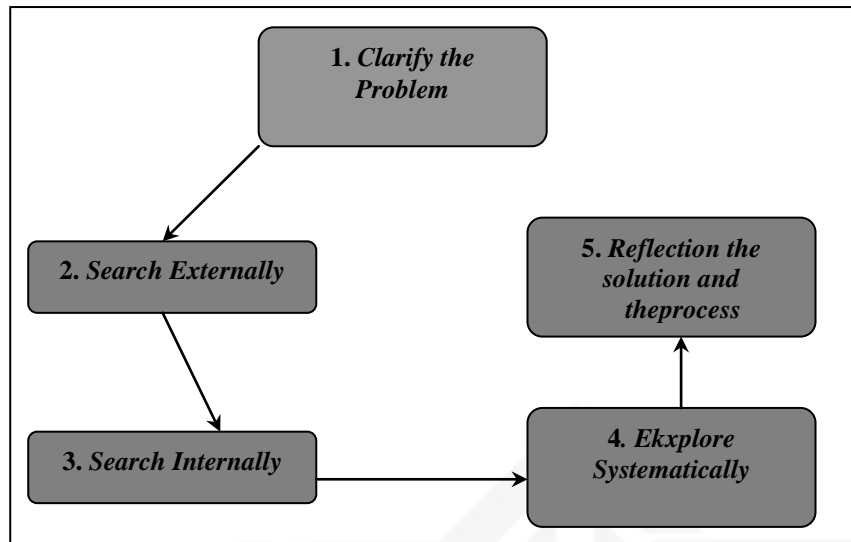 1. Clarify the
Problem
2. Search Externally
3. Search Internally
4. Ekxplore
Systematically
5. Reflection the
solution and
theprocess